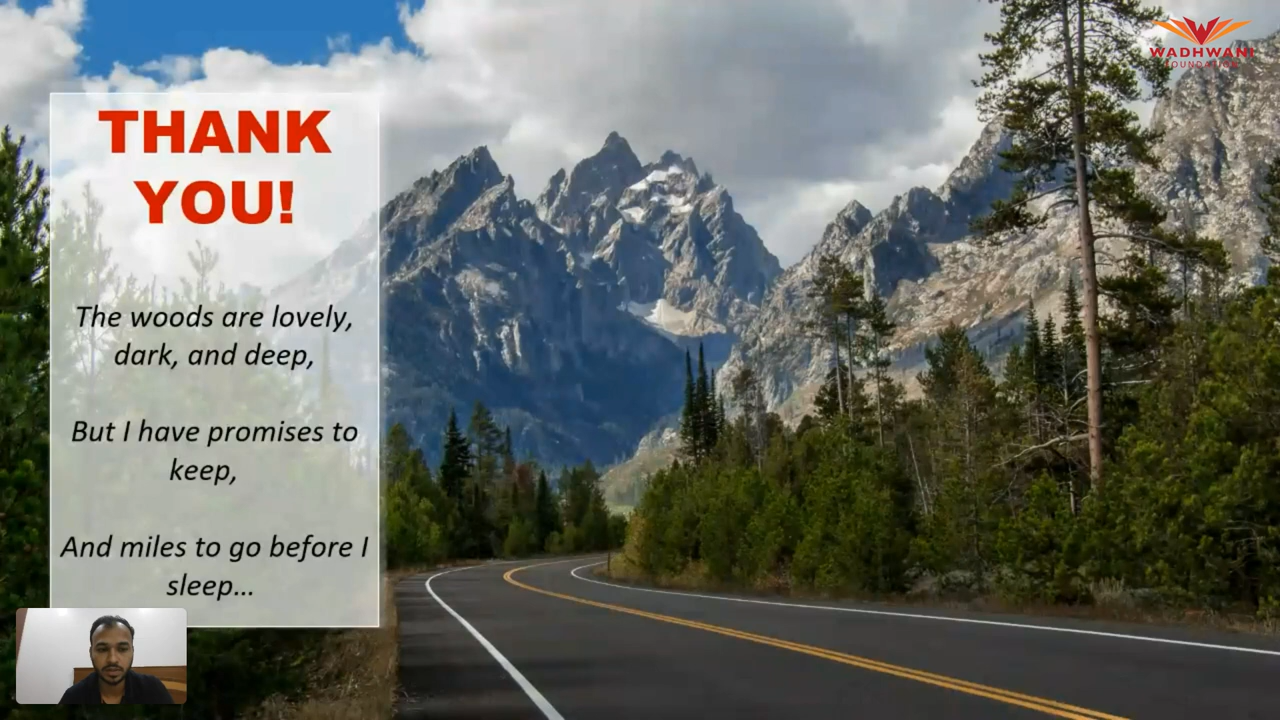 THANK
YOU!
The woods are lovely,
dark, and deep,
But I have promises to
keep,
And miles to go before I
sleep...
WADHWANI
FOUNDATION